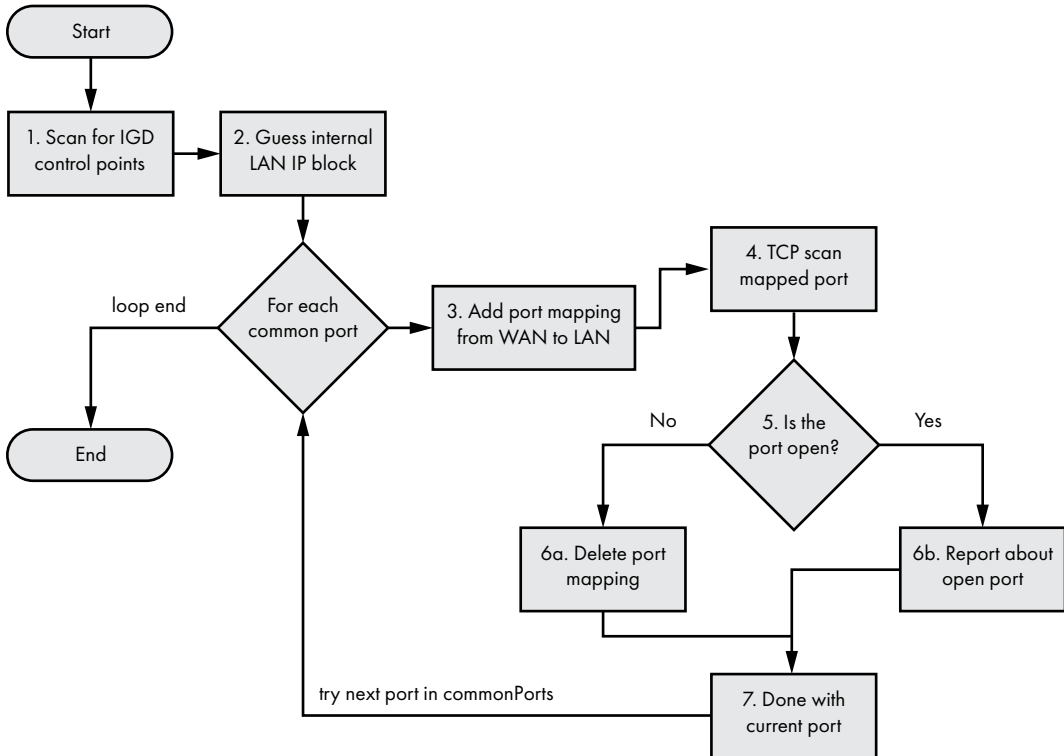 Start
1. Scan for IGD
control points
2. Guess internal
LAN IP block
For each
common port
loop end
End
3. Add port mapping
from WAN to LAN
4. TCP scan
mapped port
5. Is the
port open?
No
Yes
6a. Delete port
mapping
6b. Report about
open port
7. Done with
current port
try next port in commonPorts